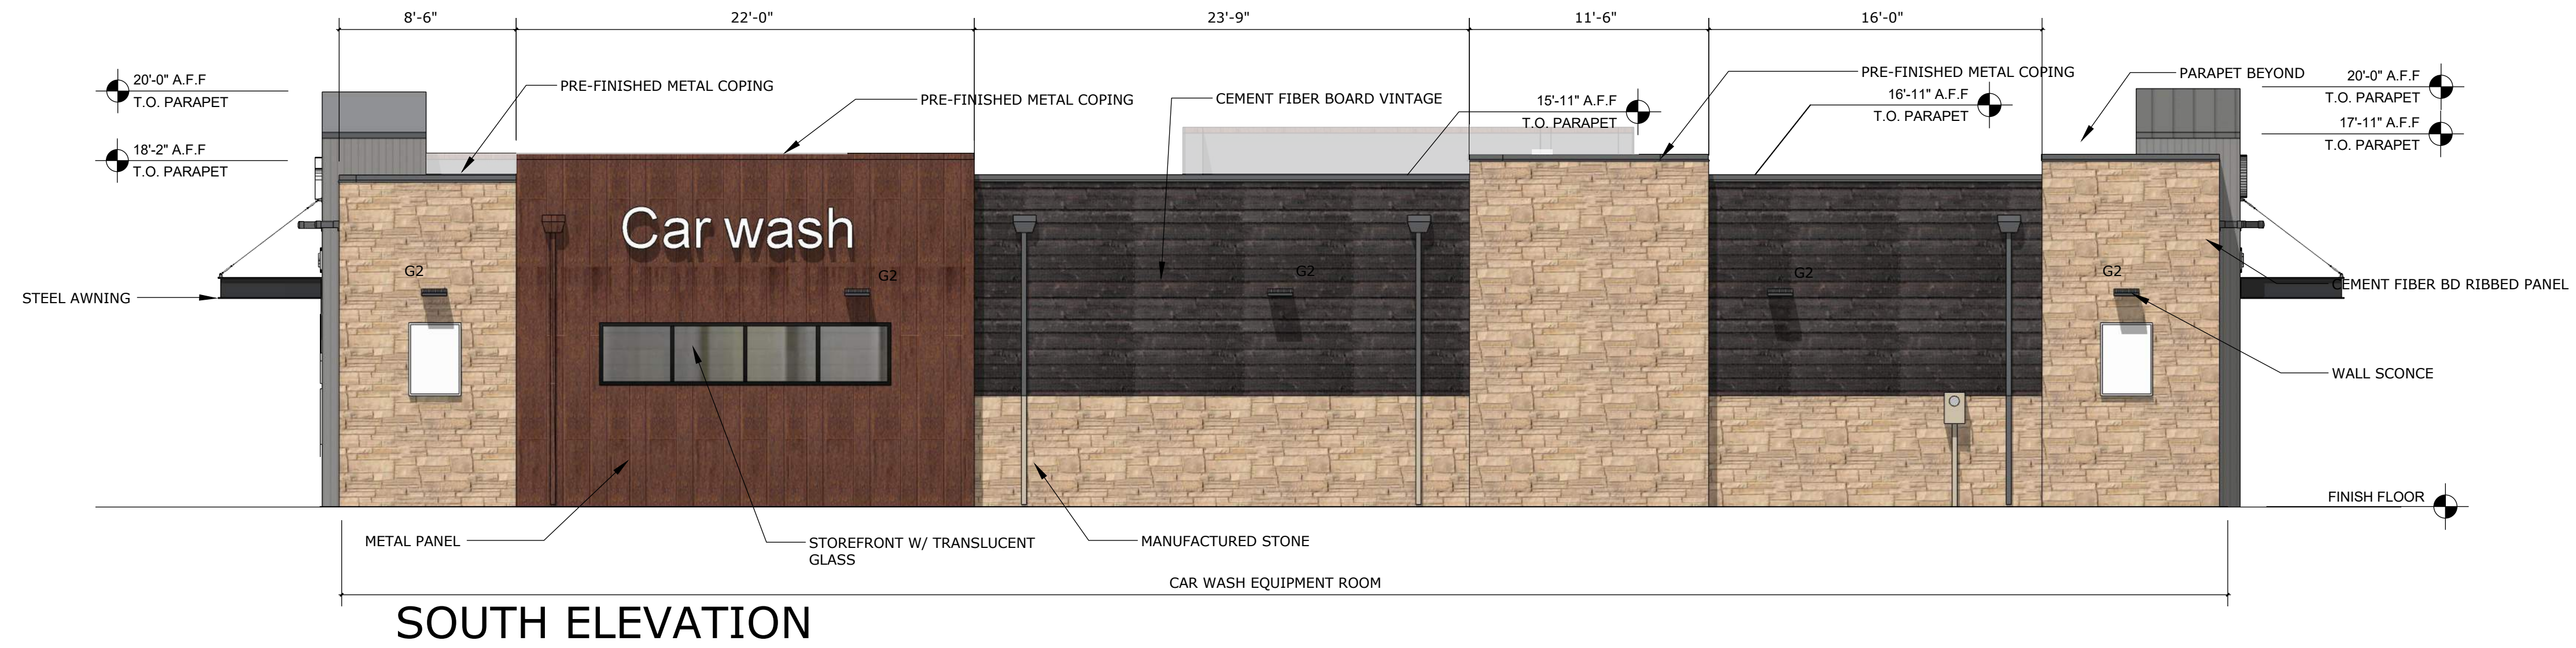 8'-6"
22'-0"
23'-9"
11'-6"
16'-0"
20'-0" A.F.F
T.O. PARAPET
18'-2" A.F.F
T.O. PARAPET
PRE-FINISHED METAL COPING
PRE-FINISHED METAL COPING
CEMENT FIBER BOARD VINTAGE
15'-11" A.F.F
T.O. PARAPET
PRE-FINISHED METAL COPING
16'-11" A.F.F
T.O. PARAPET
PARAPET BEYOND
20'-0" A.F.F
T.O. PARAPET
17'-11" A.F.F
T.O. PARAPET
Car wash
G2
G2
G2
G2
G2
STEEL AWNING
CEMENT FIBER BD RIBBED PANEL
WALL SCONCE
FINISH FLOOR
METAL PANEL
STOREFRONT W/ TRANSLUCENT
GLASS
MANUFACTURED STONE
CAR WASH EQUIPMENT ROOM
SOUTH ELEVATION